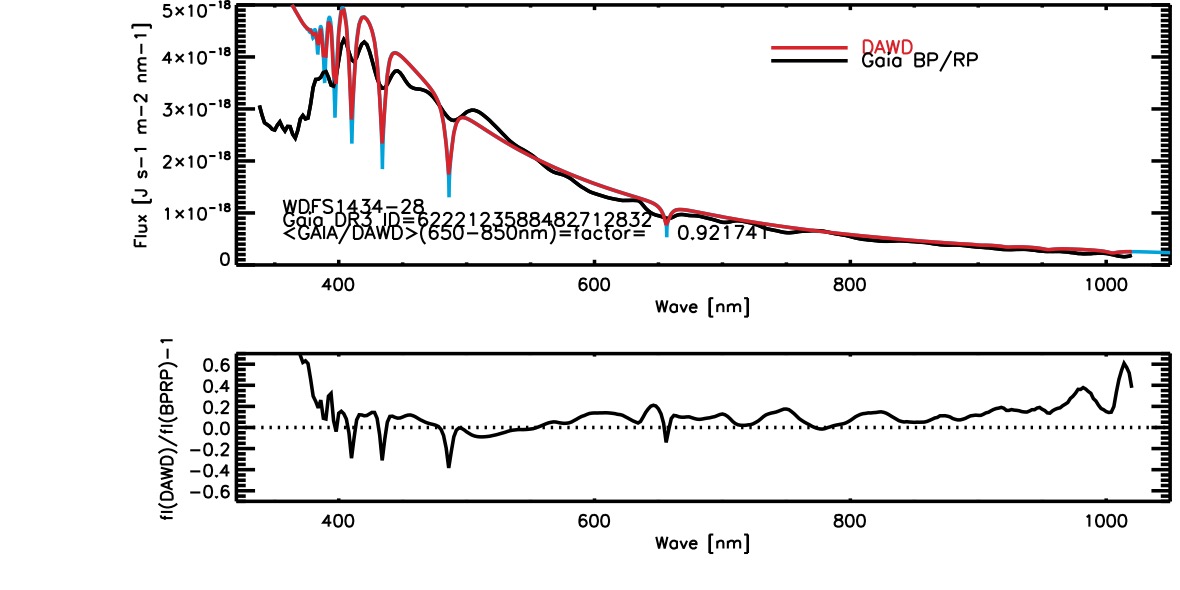 5×10−18
4×10−18
3×10−18
2×10−18
1×10−18
0
Flux [J s−1 m−2 nm−1]
DAWD
Gaia BP/RP
WDFS1434−28
Gaia DR3 ID=6222123588482712832
<GAIA/DAWD>(650−850nm)=factor= 0.921741
400 600 800 1000
Wave [nm]
fl(DAWD)/fl(BPRP)−1
0.6
0.4
0.2
0.0
−0.2
−0.4
−0.6
400 600 800 1000
Wave [nm]